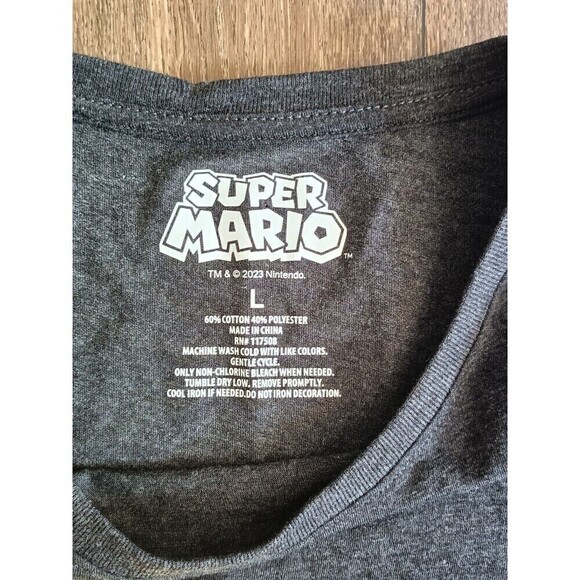 SUPER
MARIO™
TM & © 2023 Nintendo.
L
60% COTTON 40% POLYESTER
MADE IN CHINA
RN# 117508
MACHINE WASH COLD WITH LIKE COLORS.
GENTLE CYCLE.
ONLY NON-CHLORINE BLEACH WHEN NEEDED.
TUMBLE DRY LOW. REMOVE PROMPTLY.
COOL IRON IF NEEDED.DO NOT IRON DECORATION.